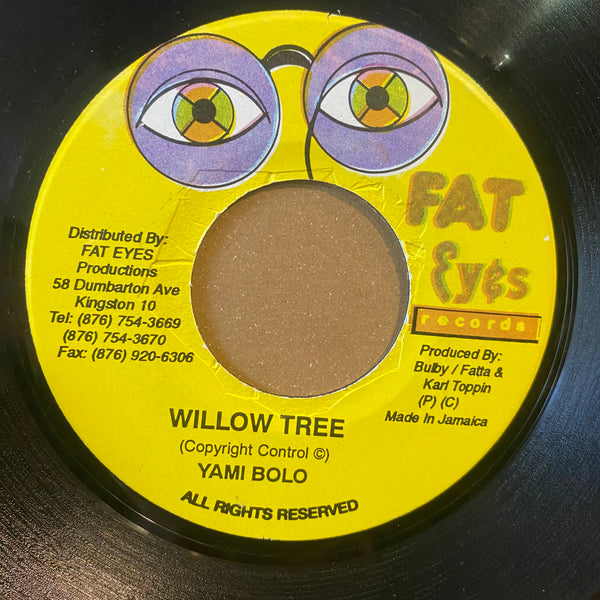 FAT
Eyes
records
Distributed By:
FAT EYES
Productions
58 Dumbarton Ave
Kingston 10
Tel: (876) 754-3669
(876) 754-3670
Fax: (876) 920-6306
Produced By:
Bulby / Fatta &
Karl Toppin
(P) (C)
Made In Jamaica
WILLOW TREE
(Copyright Control ©)
YAMI BOLO
ALL RIGHTS RESERVED